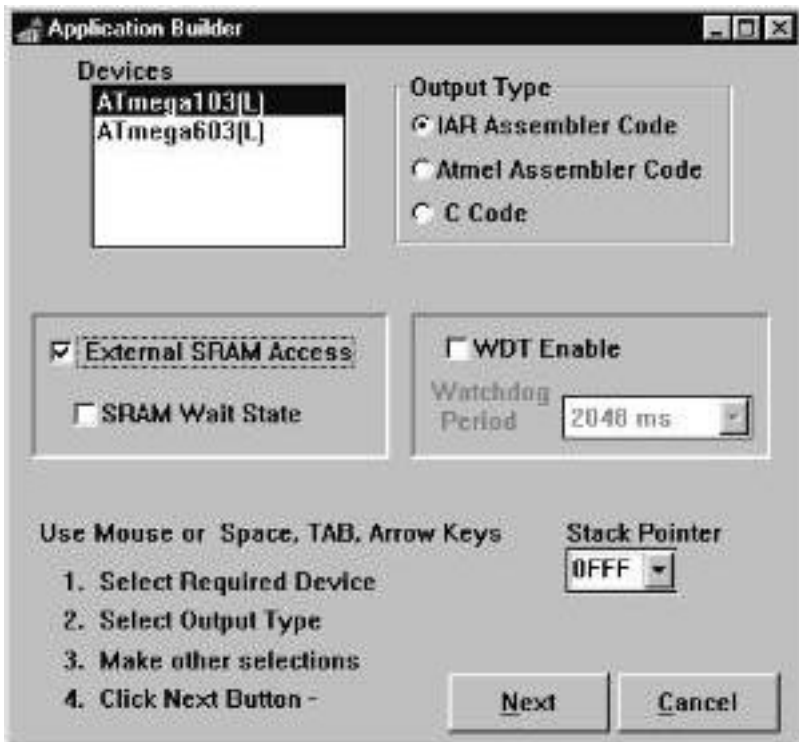 Application Builder
Devices
ATmega103(L)
ATmega603(L)
Output Type
IAR Assembler Code
Atmel Assembler Code
C Code
External SRAM Access
SRAM Wait State
WDT Enable
Watchdog
Period
2048 ms
Use Mouse or Space, TAB, Arrow Keys
1. Select Required Device
2. Select Output Type
3. Make other selections
4. Click Next Button -
Stack Pointer
0FFF
Next
Cancel